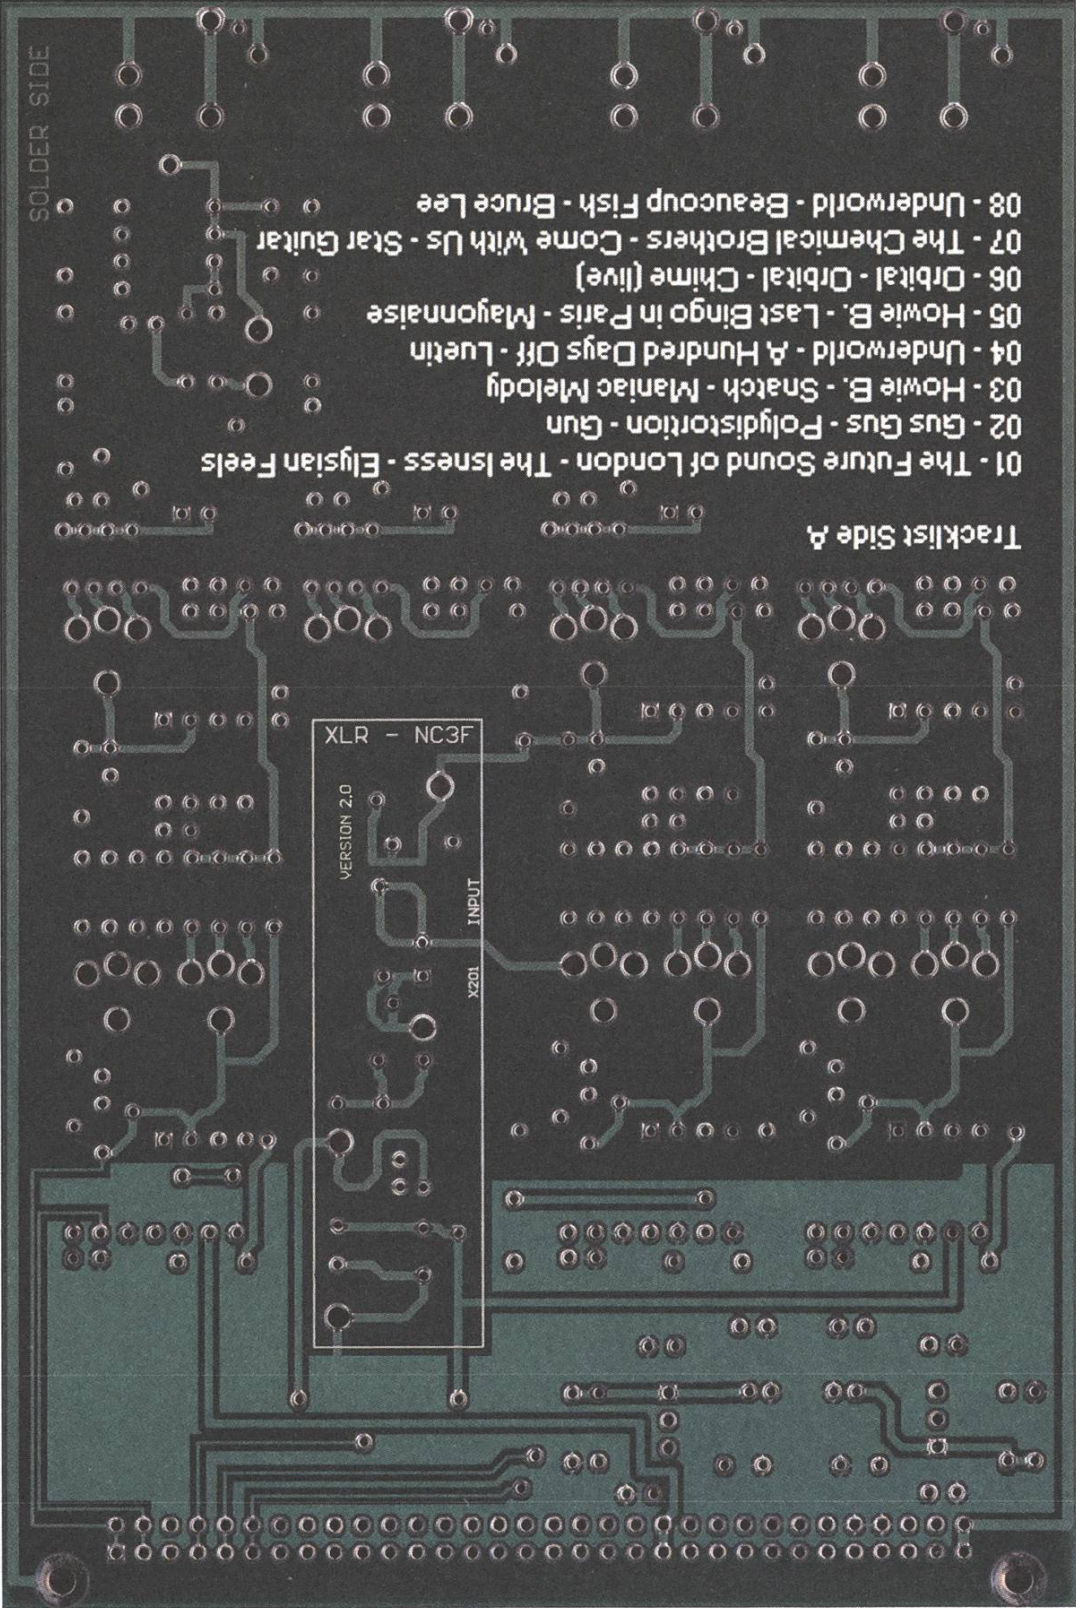 Tracklist Side A
01 - The Future Sound of London - The Isness - Elysian Feels
02 - Gus Gus - Polydistortion - Gun
03 - Howie B. - Snatch - Maniac Melody
04 - Underworld - A Hundred Days Off - Luetin
05 - Howie B. - Last Bingo in Paris - Mayonnaise
06 - Orbital - Orbital - Chime (live)
07 - The Chemical Brothers - Come With Us - Star Guitar
08 - Underworld - Beaucoup Fish - Bruce Lee
SOLDER SIDE
XLR - NC3F
VERSION 2.0
INPUT
X201